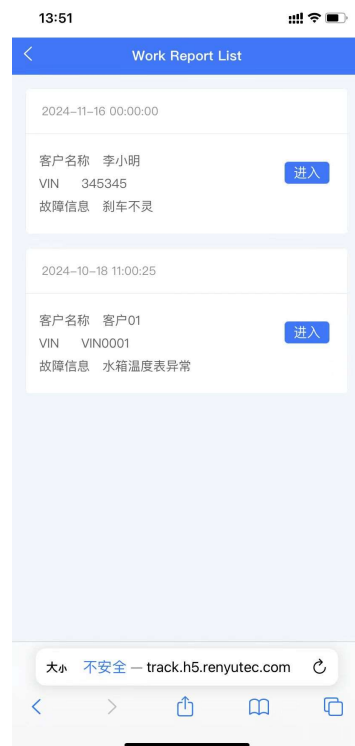 13:51
Work Report List
2024-11-16 00:00:00
客户名称 李小明
VIN 345345
故障信息 刹车不灵
进入
2024-10-18 11:00:25
客户名称 客户01
VIN VIN0001
故障信息 水箱温度表异常
进入
大小 不安全 — track.h5.renyutec.com